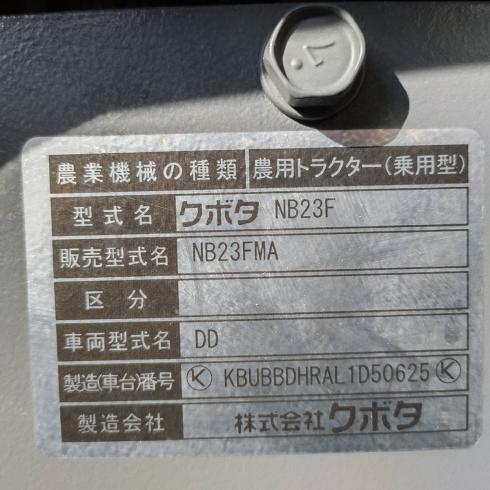 農業機械の種類 農用トラクター(乗用型)
型式名 クボタ NB23F
販売型式名 NB23FMA
区分
車両型式名 DD
製造(車台)番号 Ⓚ KBUBBDHRAL1D50625 Ⓚ
製造会社 株式会社クボタ